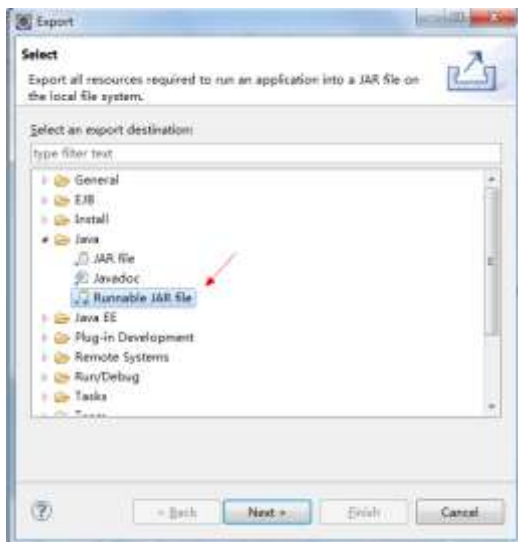 Export
Select
Export all resources required to run an application into a JAR file on
the local file system.
Select an export destination:
type filter text
General
EJB
Install
Java
JAR file
Javadoc
Runnable JAR file
Java EE
Plug-in Development
Remote Systems
Run/Debug
Tasks
Team
< Back
Next >
Finish
Cancel